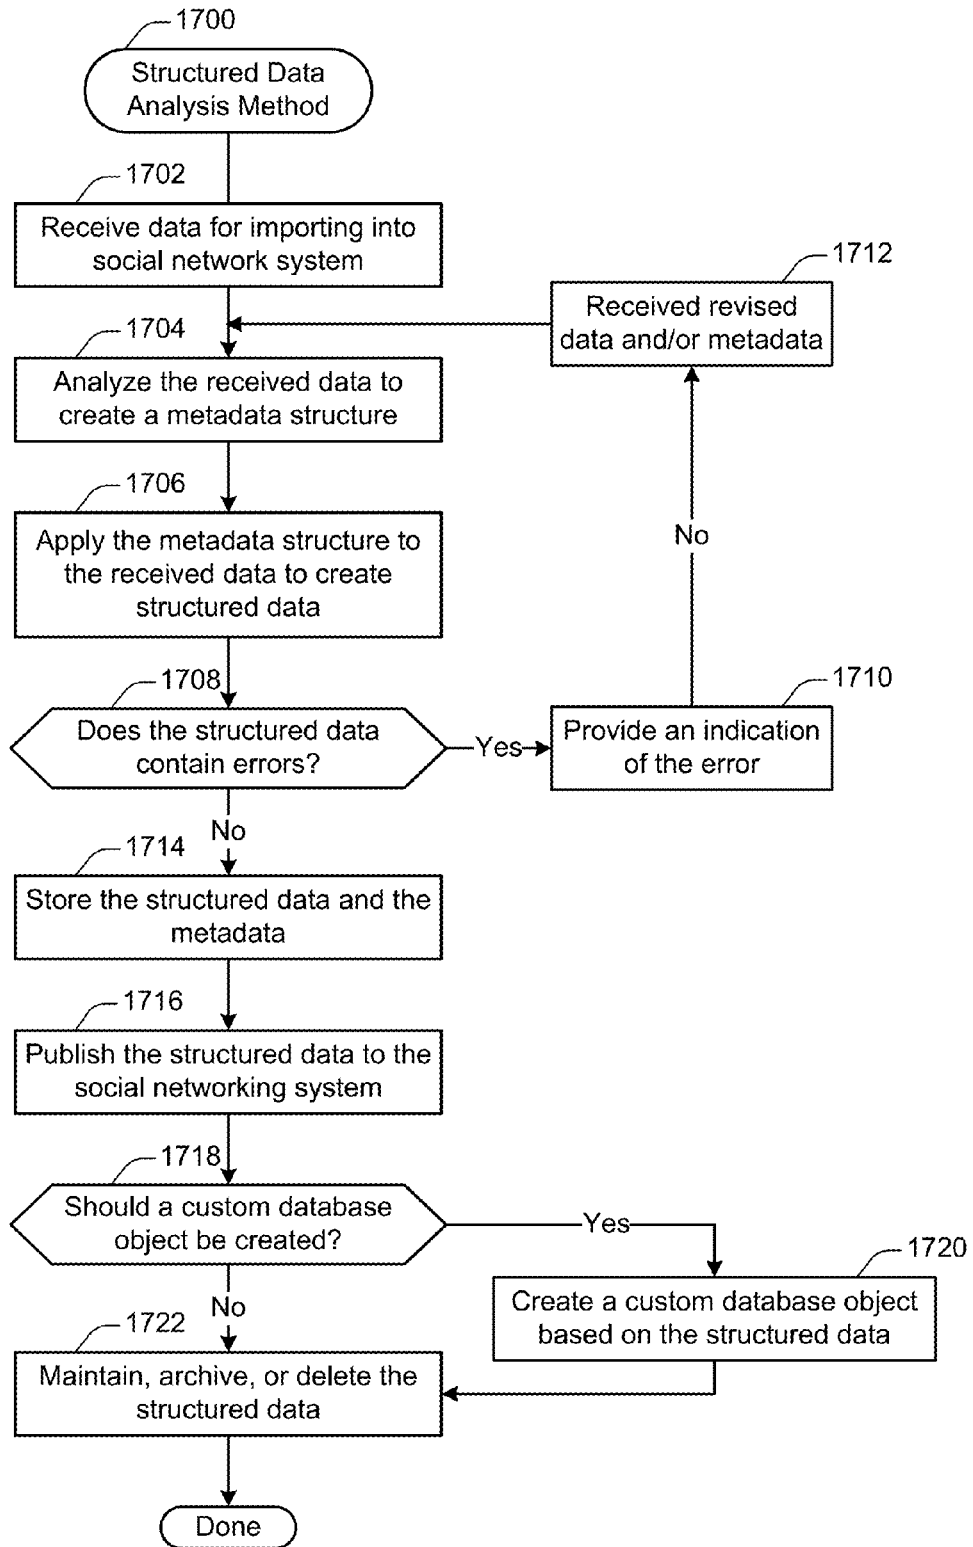 1700
Structured Data
Analysis Method
1702
Receive data for importing into
social network system
1712
Received revised
data and/or metadata
1704
Analyze the received data to
create a metadata structure
1706
Apply the metadata structure to
the received data to create
structured data
No
1708
Does the structured data
contain errors?
Yes
1710
Provide an indication
of the error
No
1714
Store the structured data and the
metadata
1716
Publish the structured data to the
social networking system
1718
Should a custom database
object be created?
Yes
1720
Create a custom database object
based on the structured data
No
1722
Maintain, archive, or delete the
structured data
Done